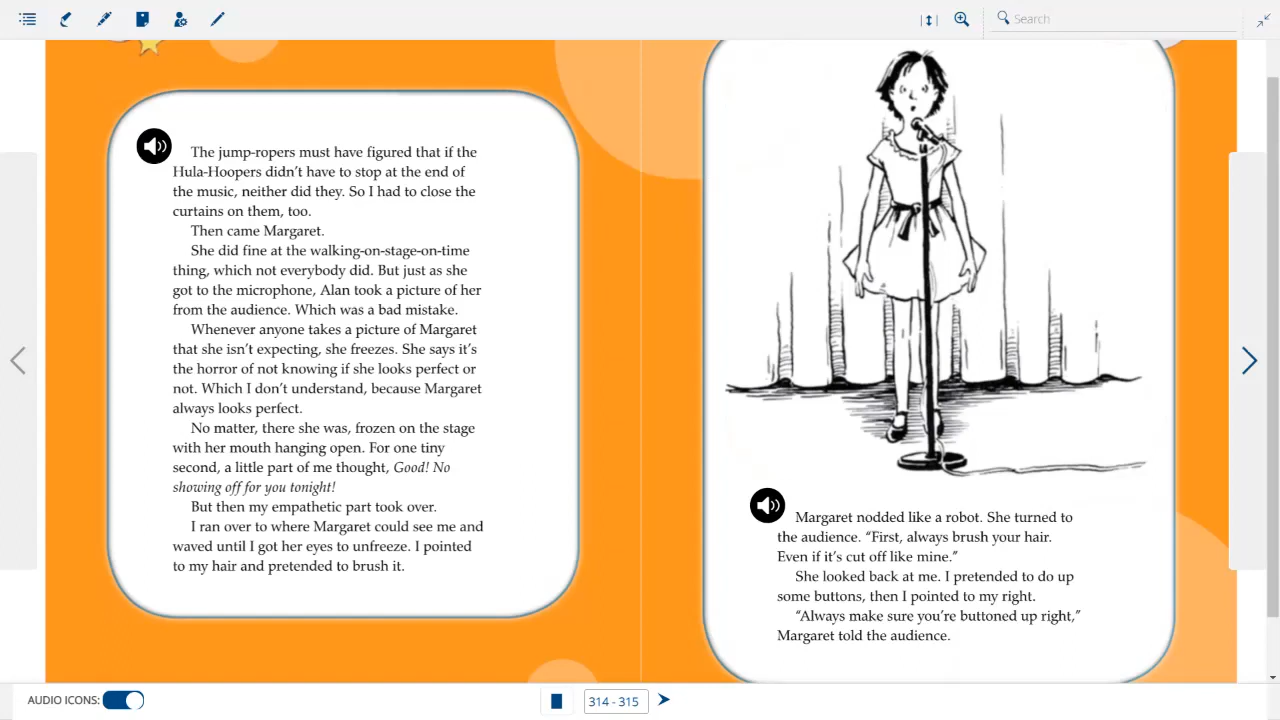 Search
The jump-ropers must have figured that if the
Hula-Hoopers didn’t have to stop at the end of
the music, neither did they. So I had to close the
curtains on them, too.
Then came Margaret.
She did fine at the walking-on-stage-on-time
thing, which not everybody did. But just as she
got to the microphone, Alan took a picture of her
from the audience. Which was a bad mistake.
Whenever anyone takes a picture of Margaret
that she isn’t expecting, she freezes. She says it’s
the horror of not knowing if she looks perfect or
not. Which I don’t understand, because Margaret
always looks perfect.
No matter, there she was, frozen on the stage
with her mouth hanging open. For one tiny
second, a little part of me thought, Good! No
showing off for you tonight!
But then my empathetic part took over.
I ran over to where Margaret could see me and
waved until I got her eyes to unfreeze. I pointed
to my hair and pretended to brush it.
Margaret nodded like a robot. She turned to
the audience. “First, always brush your hair.
Even if it’s cut off like mine.”
She looked back at me. I pretended to do up
some buttons, then I pointed to my right.
“Always make sure you’re buttoned up right,”
Margaret told the audience.
AUDIO ICONS:
314 - 315